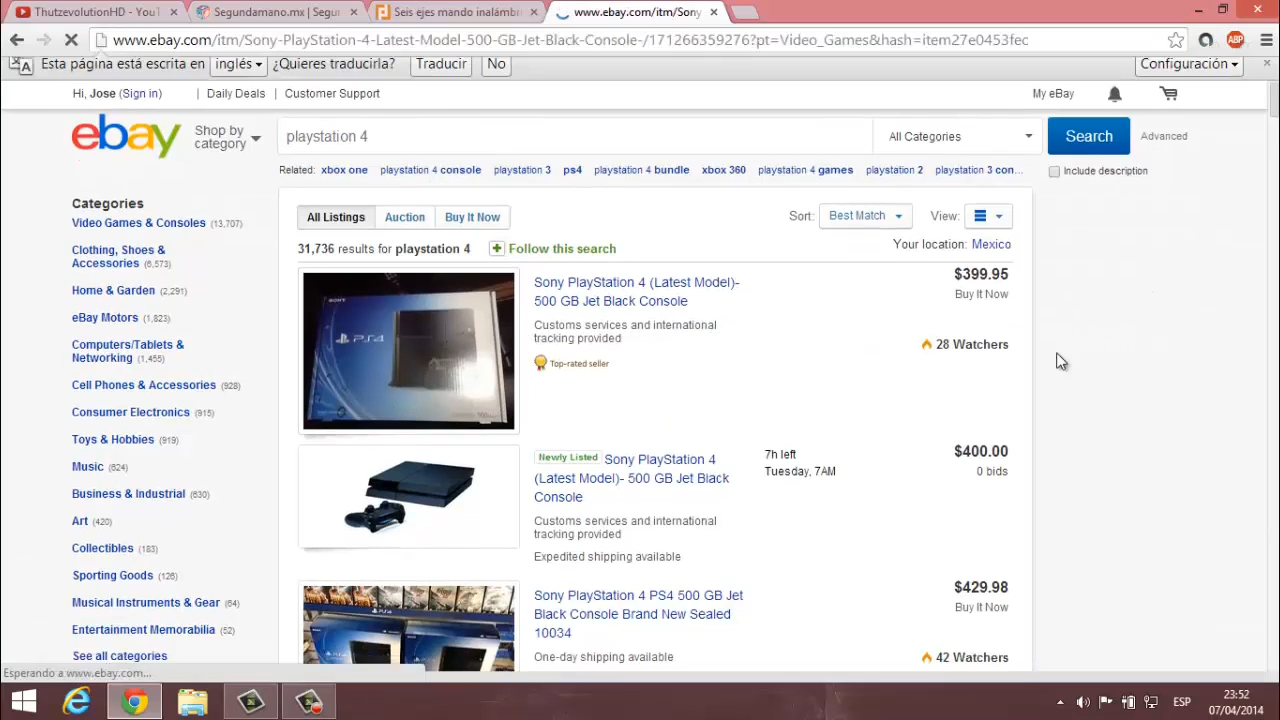 ThutzevolutionHD - YouT
Segundamano.mx | Segu
Seis ejes mando inalámbri
www.ebay.com/itm/Sony
www.ebay.com/itm/Sony-PlayStation-4-Latest-Model-500-GB-Jet-Black-Console-/171266359276?pt=Video_Games&hash=item27e0453fec
ABP
Esta página está escrita en inglés ¿Quieres traducirla? Traducir No Configuración
Hi, Jose (Sign in) Daily Deals Customer Support My eBay
ebay
Shop by category
playstation 4
All Categories
Search
Advanced
Related: xbox one playstation 4 console playstation 3 ps4 playstation 4 bundle xbox 360 playstation 4 games playstation 2 playstation 3 con...
Include description
Categories
Video Games & Consoles (13,707)
Clothing, Shoes &
Accessories (6,573)
Home & Garden (2,291)
eBay Motors (1,823)
Computers/Tablets &
Networking (1,455)
Cell Phones & Accessories (928)
Consumer Electronics (915)
Toys & Hobbies (919)
Music (624)
Business & Industrial (630)
Art (420)
Collectibles (183)
Sporting Goods (126)
Musical Instruments & Gear (64)
Entertainment Memorabilia (52)
See all categories
All Listings Auction Buy It Now
Sort: Best Match View:
31,736 results for playstation 4 Follow this search
Your location: Mexico
SONY
PS4
Sony PlayStation 4 (Latest Model)-
500 GB Jet Black Console
Customs services and international
tracking provided
Top-rated seller
$399.95
Buy It Now
28 Watchers
Newly Listed Sony PlayStation 4
(Latest Model)- 500 GB Jet Black
Console
Customs services and international
tracking provided
Expedited shipping available
7h left
Tuesday, 7AM
$400.00
0 bids
Sony PlayStation 4 PS4 500 GB Jet
Black Console Brand New Sealed
10034
One-day shipping available
$429.98
Buy It Now
42 Watchers
Esperando a www.ebay.com...
ESP
23:52
07/04/2014